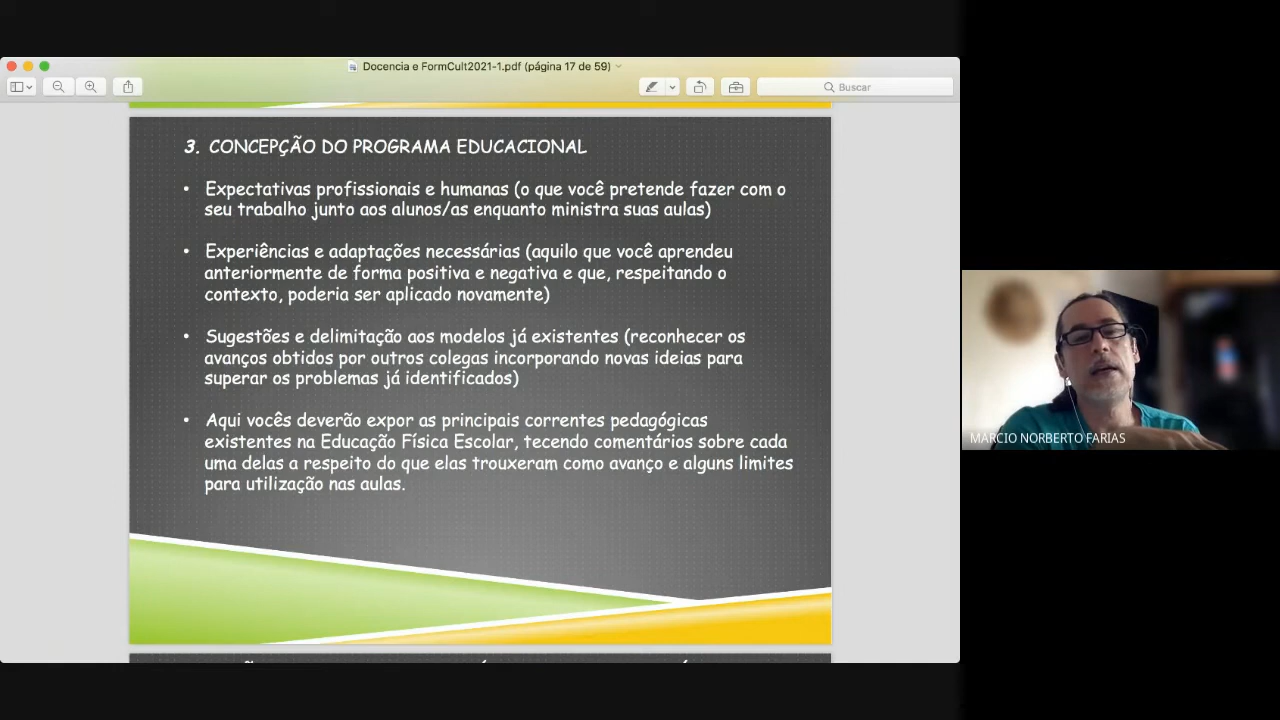 Docencia e FormCult2021-1.pdf (página 17 de 59)
Buscar
3. CONCEPÇÃO DO PROGRAMA EDUCACIONAL
• Expectativas profissionais e humanas (o que você pretende fazer com o
seu trabalho junto aos alunos/as enquanto ministra suas aulas)
• Experiências e adaptações necessárias (aquilo que você aprendeu
anteriormente de forma positiva e negativa e que, respeitando o
contexto, poderia ser aplicado novamente)
• Sugestões e delimitação aos modelos já existentes (reconhecer os
avanços obtidos por outros colegas incorporando novas ideias para
superar os problemas já identificados)
• Aqui vocês deverão expor as principais correntes pedagógicas
existentes na Educação Física Escolar, tecendo comentários sobre cada
uma delas a respeito do que elas trouxeram como avanço e alguns limites
para utilização nas aulas.
MARCIO NORBERTO FARIAS